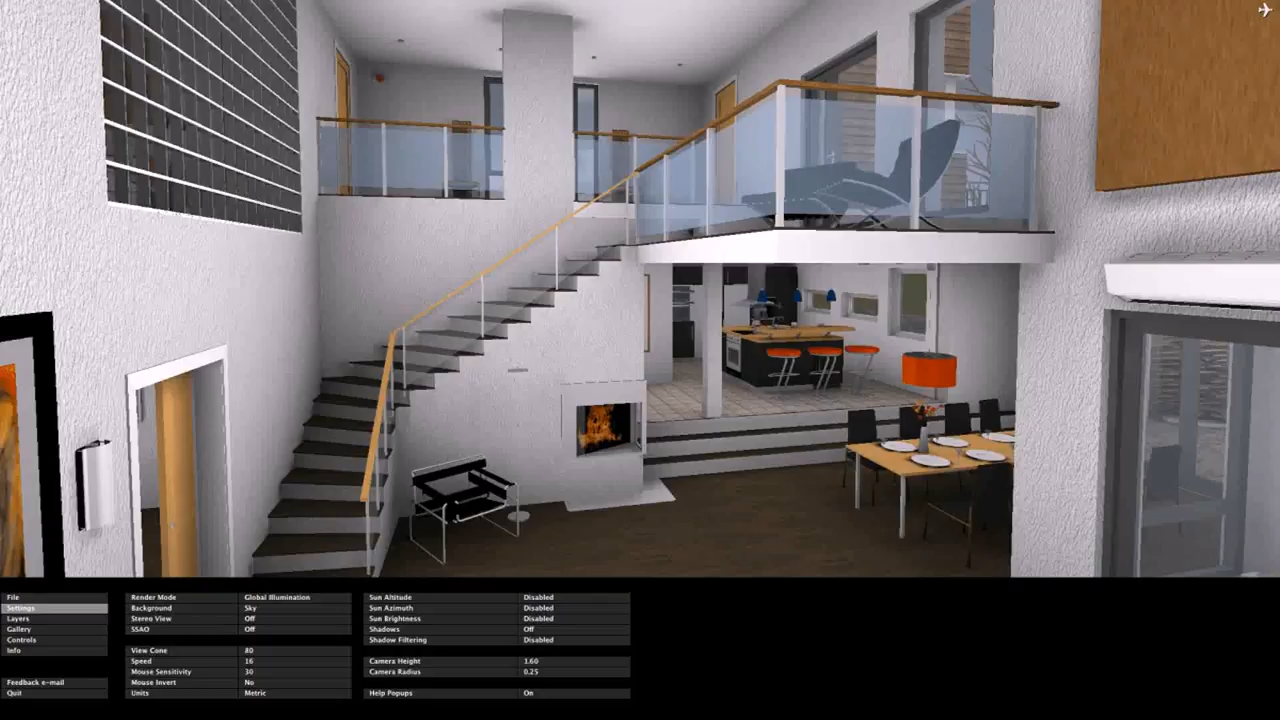 File
Settings
Layers
Gallery
Controls
Info
Feedback e-mail
Quit
Render Mode Global Illumination
Background Sky
Stereo View Off
SSAO Off
View Cone 80
Speed 16
Mouse Sensitivity 30
Mouse Invert No
Units Metric
Sun Altitude Disabled
Sun Azimuth Disabled
Sun Brightness Disabled
Shadows Off
Shadow Filtering Disabled
Camera Height 1.60
Camera Radius 0.25
Help Popups On